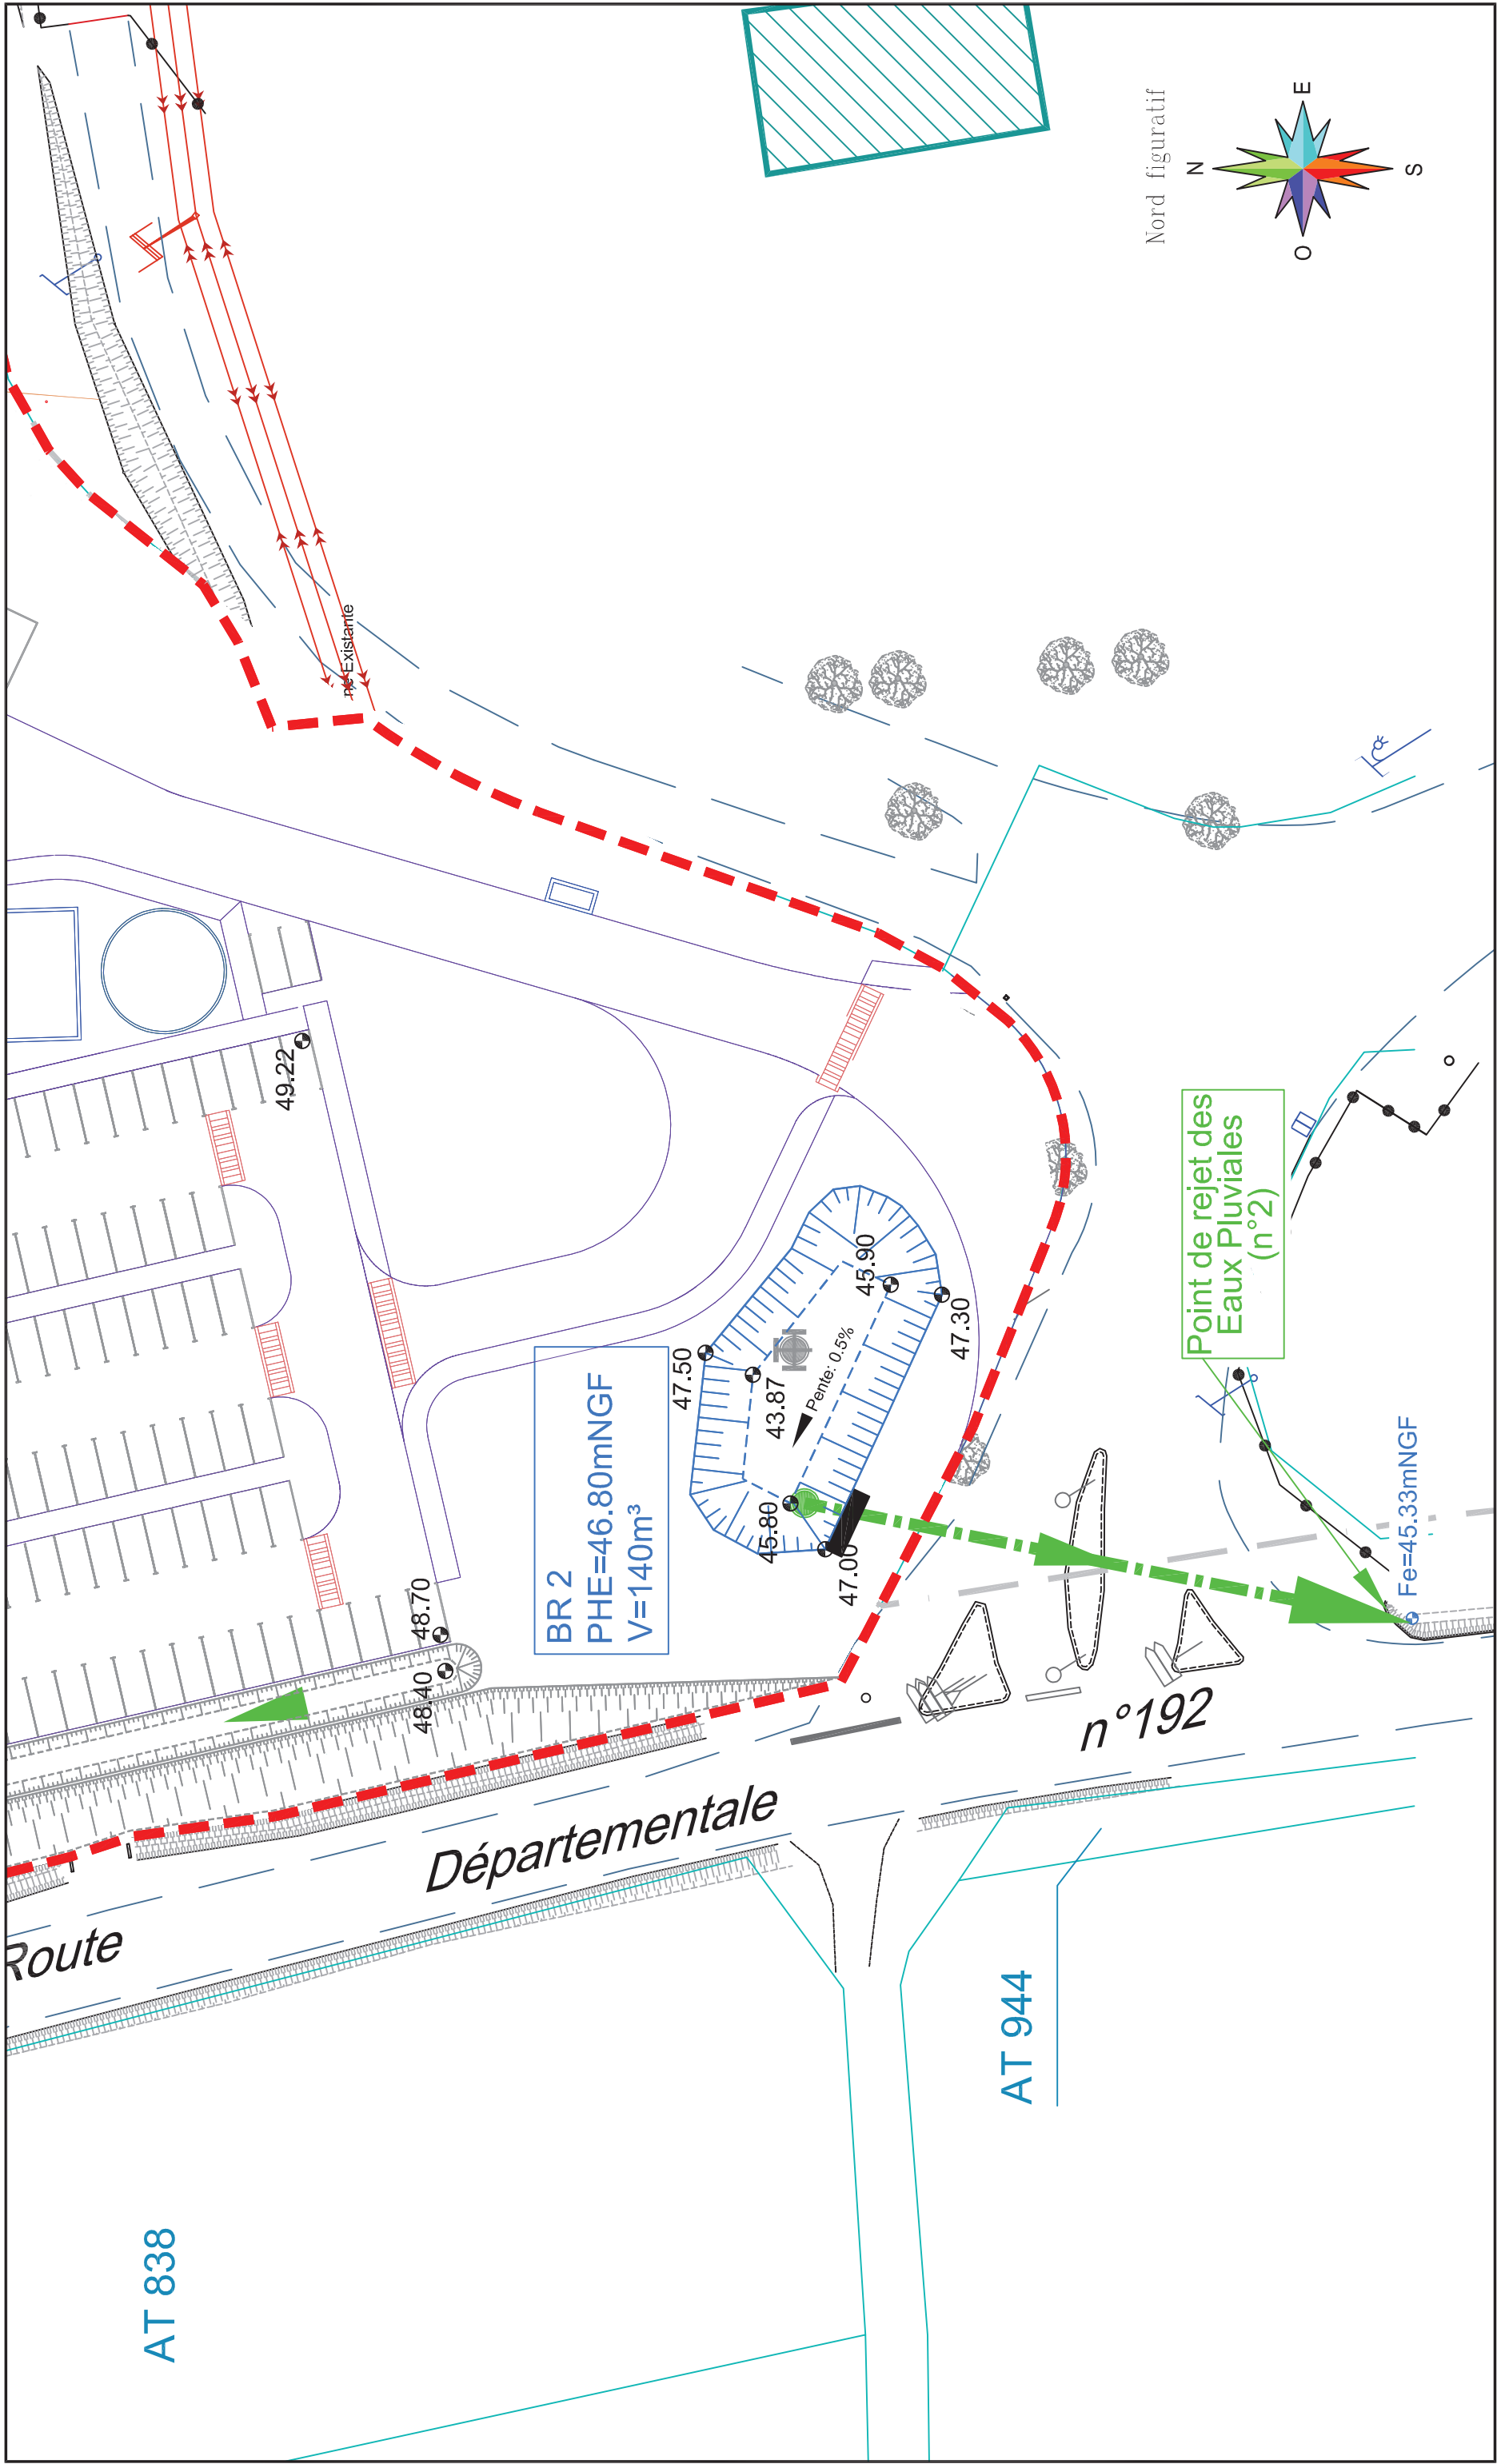 ne Existante
Nord figuratif
N
E
S
O
49.22
BR 2
PHE=46.80mNGF
V=140m³
47.50
43.87
Pente: 0.5%
45.90
47.30
45.80
47.00
48.70
48.40
Point de rejet des
Eaux Pluviales
(n°2)
Fe=45.33mNGF
Route
Départementale
n°192
AT 838
AT 944